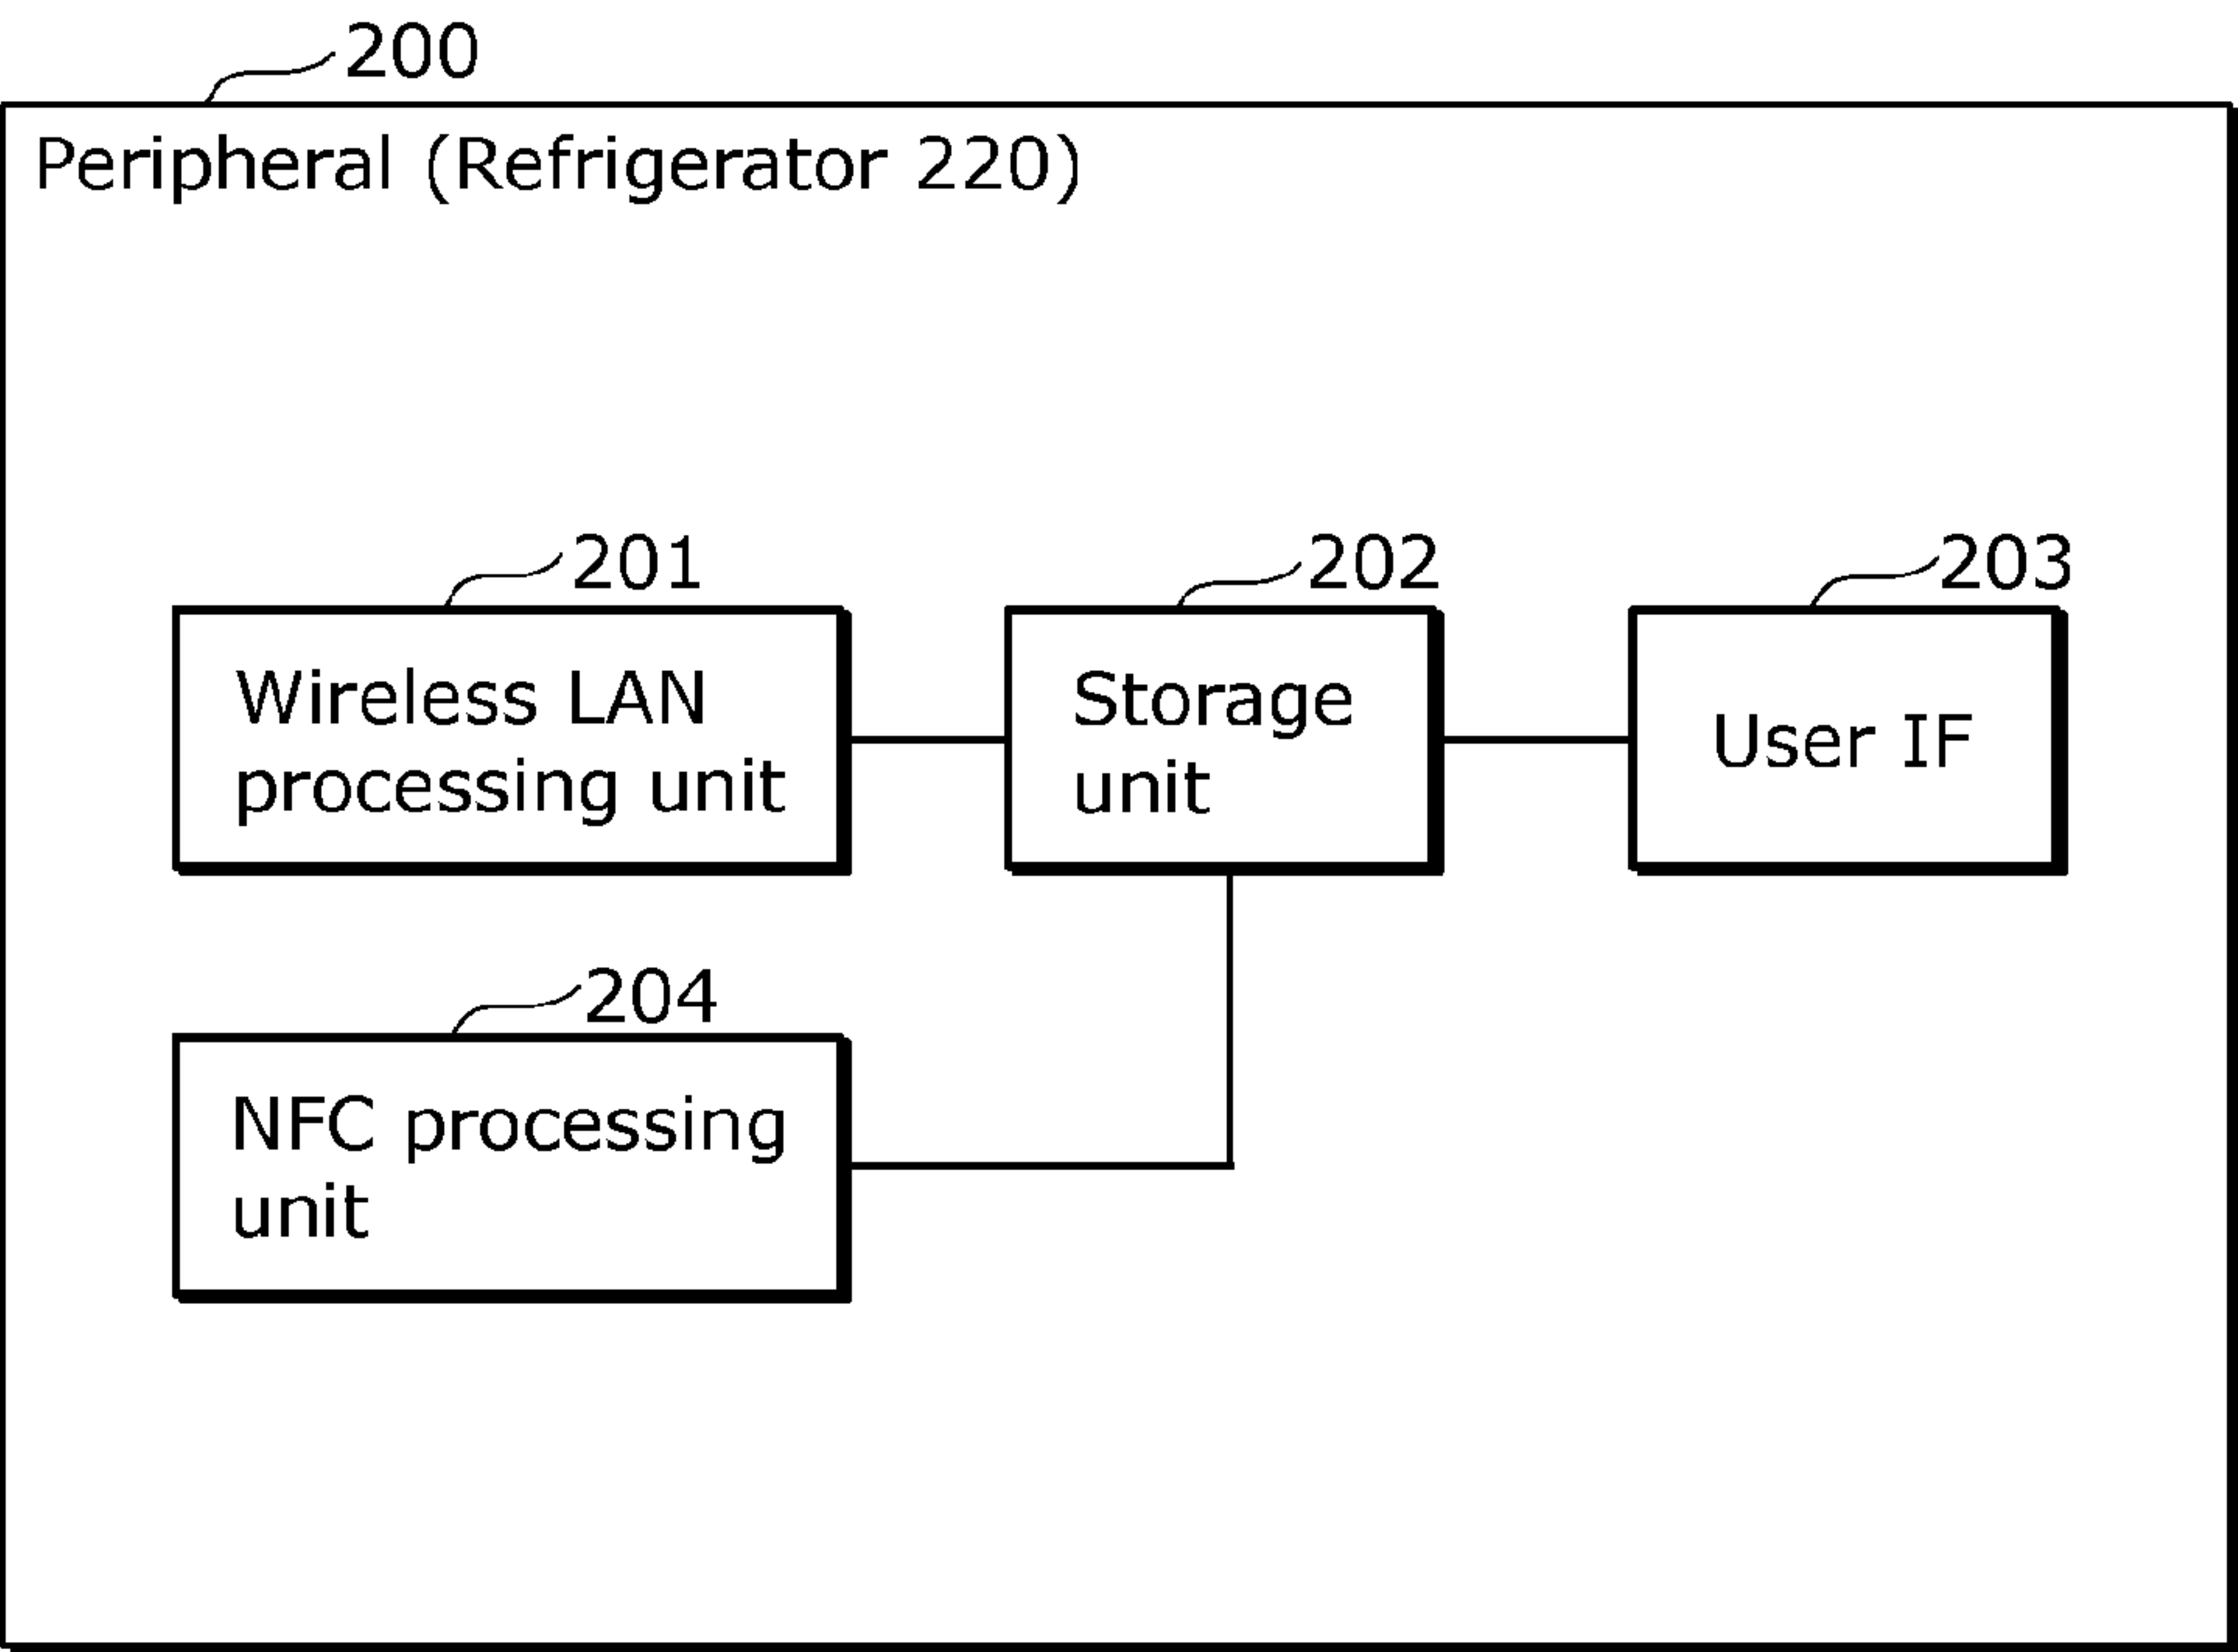 200
Peripheral (Refrigerator 220)
201
202
203
Wireless LAN
processing unit
Storage
unit
User IF
204
NFC processing
unit